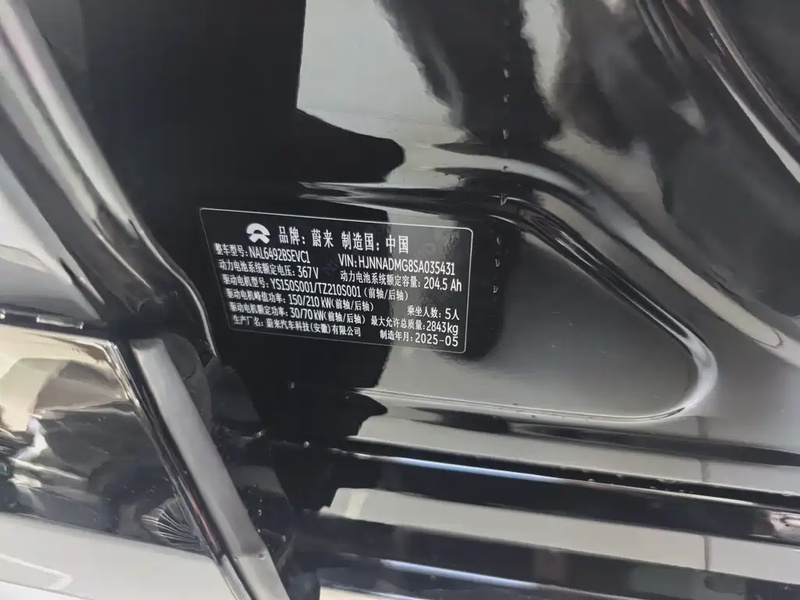 品牌：蔚来 制造国：中国
整车型号：NAL6492BSEVC1 VIN：HJNNADMG8SA035431
动力电池系统额定电压：367V 动力电池系统额定容量：204.5 Ah
驱动电机型号：YS150S001/TZ210S001（前轴/后轴）
驱动电机峰值功率：150/210 kW（前轴/后轴） 乘坐人数：5人
驱动电机额定功率：30/70 kW（前轴/后轴） 最大允许总质量：2843kg
生产厂名：蔚来汽车科技（安徽）有限公司 制造年月：2025-05